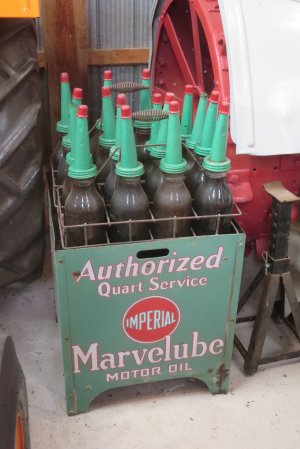 Authorized
Quart Service
IMPERIAL
Marvelube
MOTOR OIL